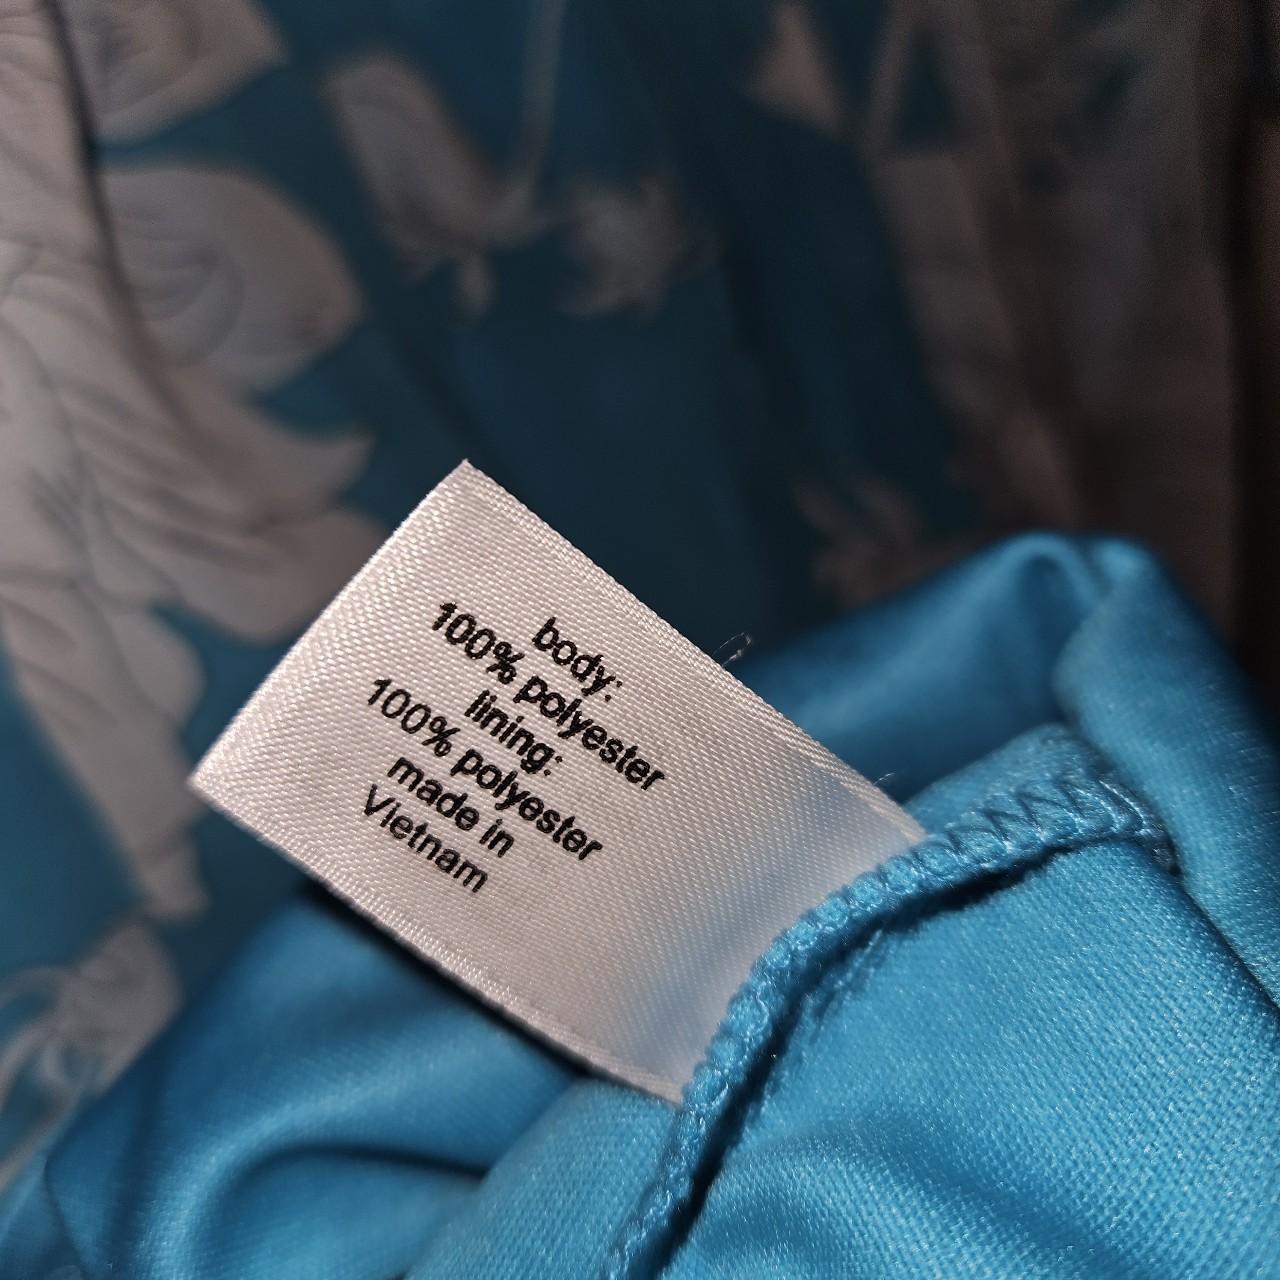 body:
100% polyester
lining:
100% polyester
made in
Vietnam